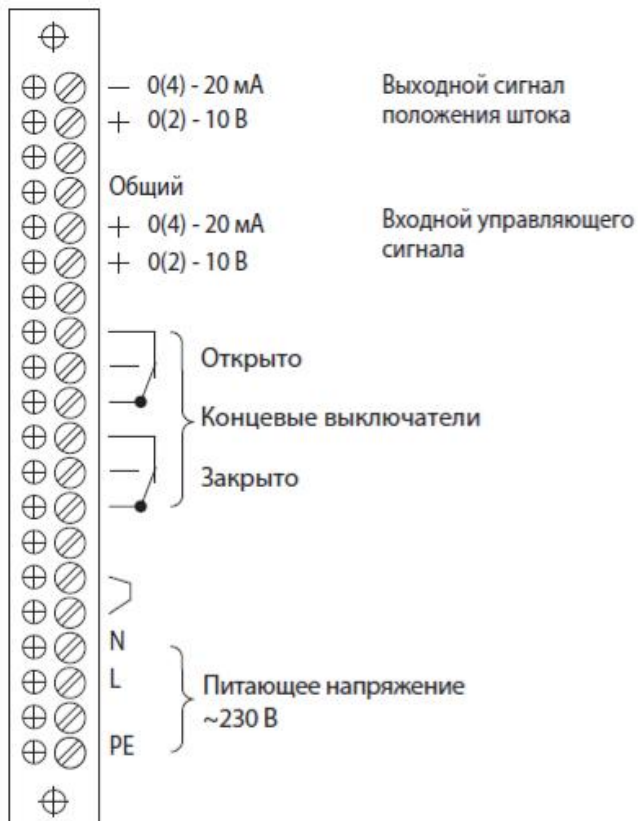 – 0(4) - 20 мА Выходной сигнал
+ 0(2) - 10 В положения штока
Общий
+ 0(4) - 20 мА Входной управляющего
+ 0(2) - 10 В сигнала
Открыто
Концевые выключатели
Закрыто
N
L
Питающее напряжение
~230 В
PE